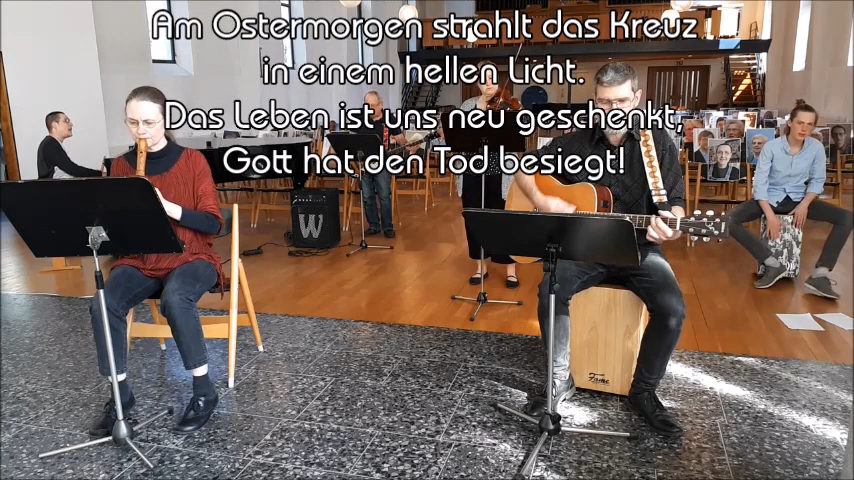 Am Ostermorgen strahlt das Kreuz
in einem hellen Licht.
Das Leben ist uns neu geschenkt,
Gott hat den Tod besiegt!
W
Fame